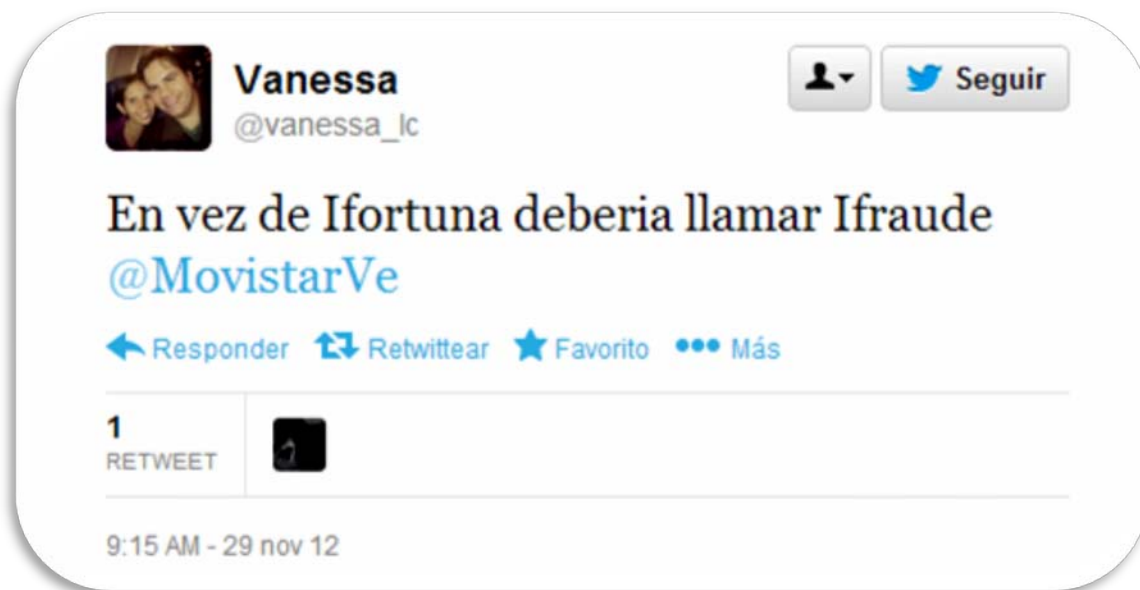 Vanessa
@vanessa_lc
Seguir
En vez de Ifortuna deberia llamar Ifraude
@MovistarVe
Responder Retwittear Favorito Más
1
RETWEET
9:15 AM - 29 nov 12